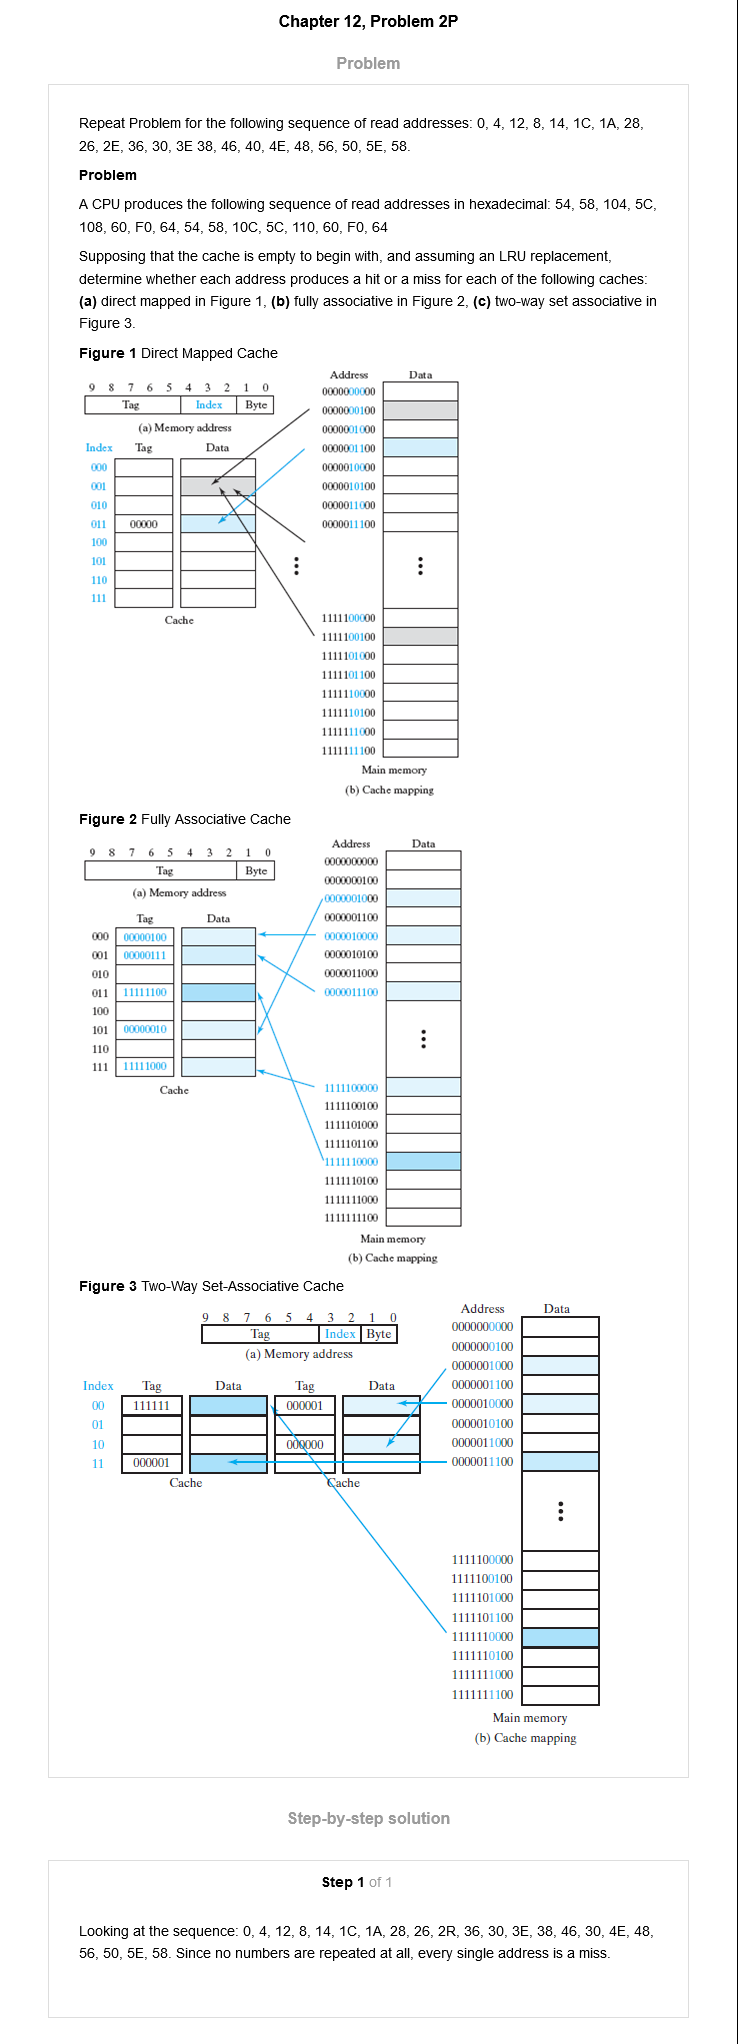 Chapter 12, Problem 2P
Problem
Repeat Problem for the following sequence of read addresses: 0, 4, 12, 8, 14, 1C, 1A, 28,
26, 2E, 36, 30, 3E 38, 46, 40, 4E, 48, 56, 50, 5E, 58.
Problem
A CPU produces the following sequence of read addresses in hexadecimal: 54, 58, 104, 5C,
108, 60, F0, 64, 54, 58, 10C, 5C, 110, 60, F0, 64
Supposing that the cache is empty to begin with, and assuming an LRU replacement,
determine whether each address produces a hit or a miss for each of the following caches:
(a) direct mapped in Figure 1, (b) fully associative in Figure 2, (c) two-way set associative in
Figure 3.
Figure 1 Direct Mapped Cache
9 8 7 6 5 4 3 2 1 0
Tag Index Byte
(a) Memory address
Index Tag Data
000
001
010
011 00000
100
101
110
111
Cache
Address Data
0000000000
0000000100
0000001000
0000001100
0000010000
0000010100
0000011000
0000011100
1111100000
1111100100
1111101000
1111101100
1111110000
1111110100
1111111000
1111111100
Main memory
(b) Cache mapping
Figure 2 Fully Associative Cache
9 8 7 6 5 4 3 2 1 0
Tag Byte
(a) Memory address
Tag Data
000 00000100
001 00000111
010
011 11111100
100
101 00000010
110
111 11111000
Cache
Address Data
0000000000
0000000100
0000001000
0000001100
0000010000
0000010100
0000011000
0000011100
1111100000
1111100100
1111101000
1111101100
1111110000
1111110100
1111111000
1111111100
Main memory
(b) Cache mapping
Figure 3 Two-Way Set-Associative Cache
9 8 7 6 5 4 3 2 1 0
Tag Index Byte
(a) Memory address
Index Tag Data Tag Data
00 111111 000001
01
10 000000
11 000001
Cache Cache
Address Data
0000000000
0000000100
0000001000
0000001100
0000010000
0000010100
0000011000
0000011100
1111100000
1111100100
1111101000
1111101100
1111110000
1111110100
1111111000
1111111100
Main memory
(b) Cache mapping
Step-by-step solution
Step 1 of 1
Looking at the sequence: 0, 4, 12, 8, 14, 1C, 1A, 28, 26, 2R, 36, 30, 3E, 38, 46, 30, 4E, 48,
56, 50, 5E, 58. Since no numbers are repeated at all, every single address is a miss.